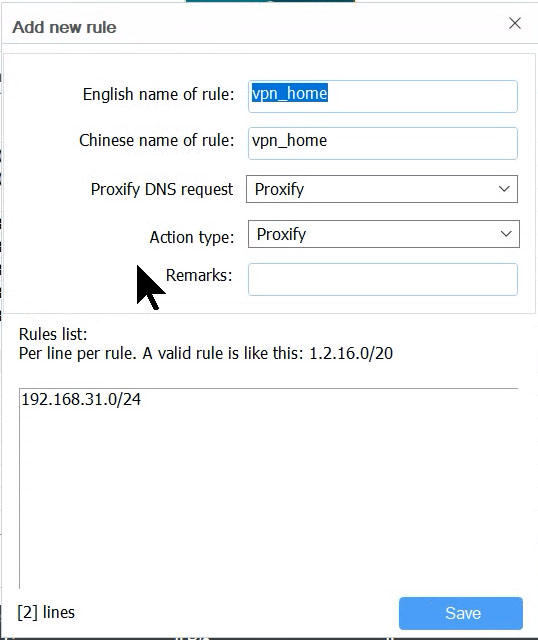 Add new rule
English name of rule: vpn_home
Chinese name of rule: vpn_home
Proxify DNS request Proxify
Action type: Proxify
Remarks:
Rules list:
Per line per rule. A valid rule is like this: 1.2.16.0/20
192.168.31.0/24
[2] lines
Save